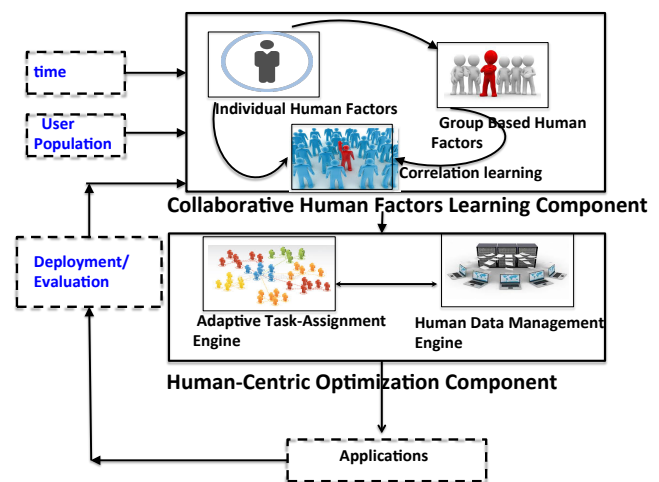 time
User
Population
Individual Human Factors
Group Based Human
Factors
Correlation learning
Collaborative Human Factors Learning Component
Deployment/
Evaluation
Adaptive Task-Assignment
Engine
Human Data Management
Engine
Human-Centric Optimization Component
Applications